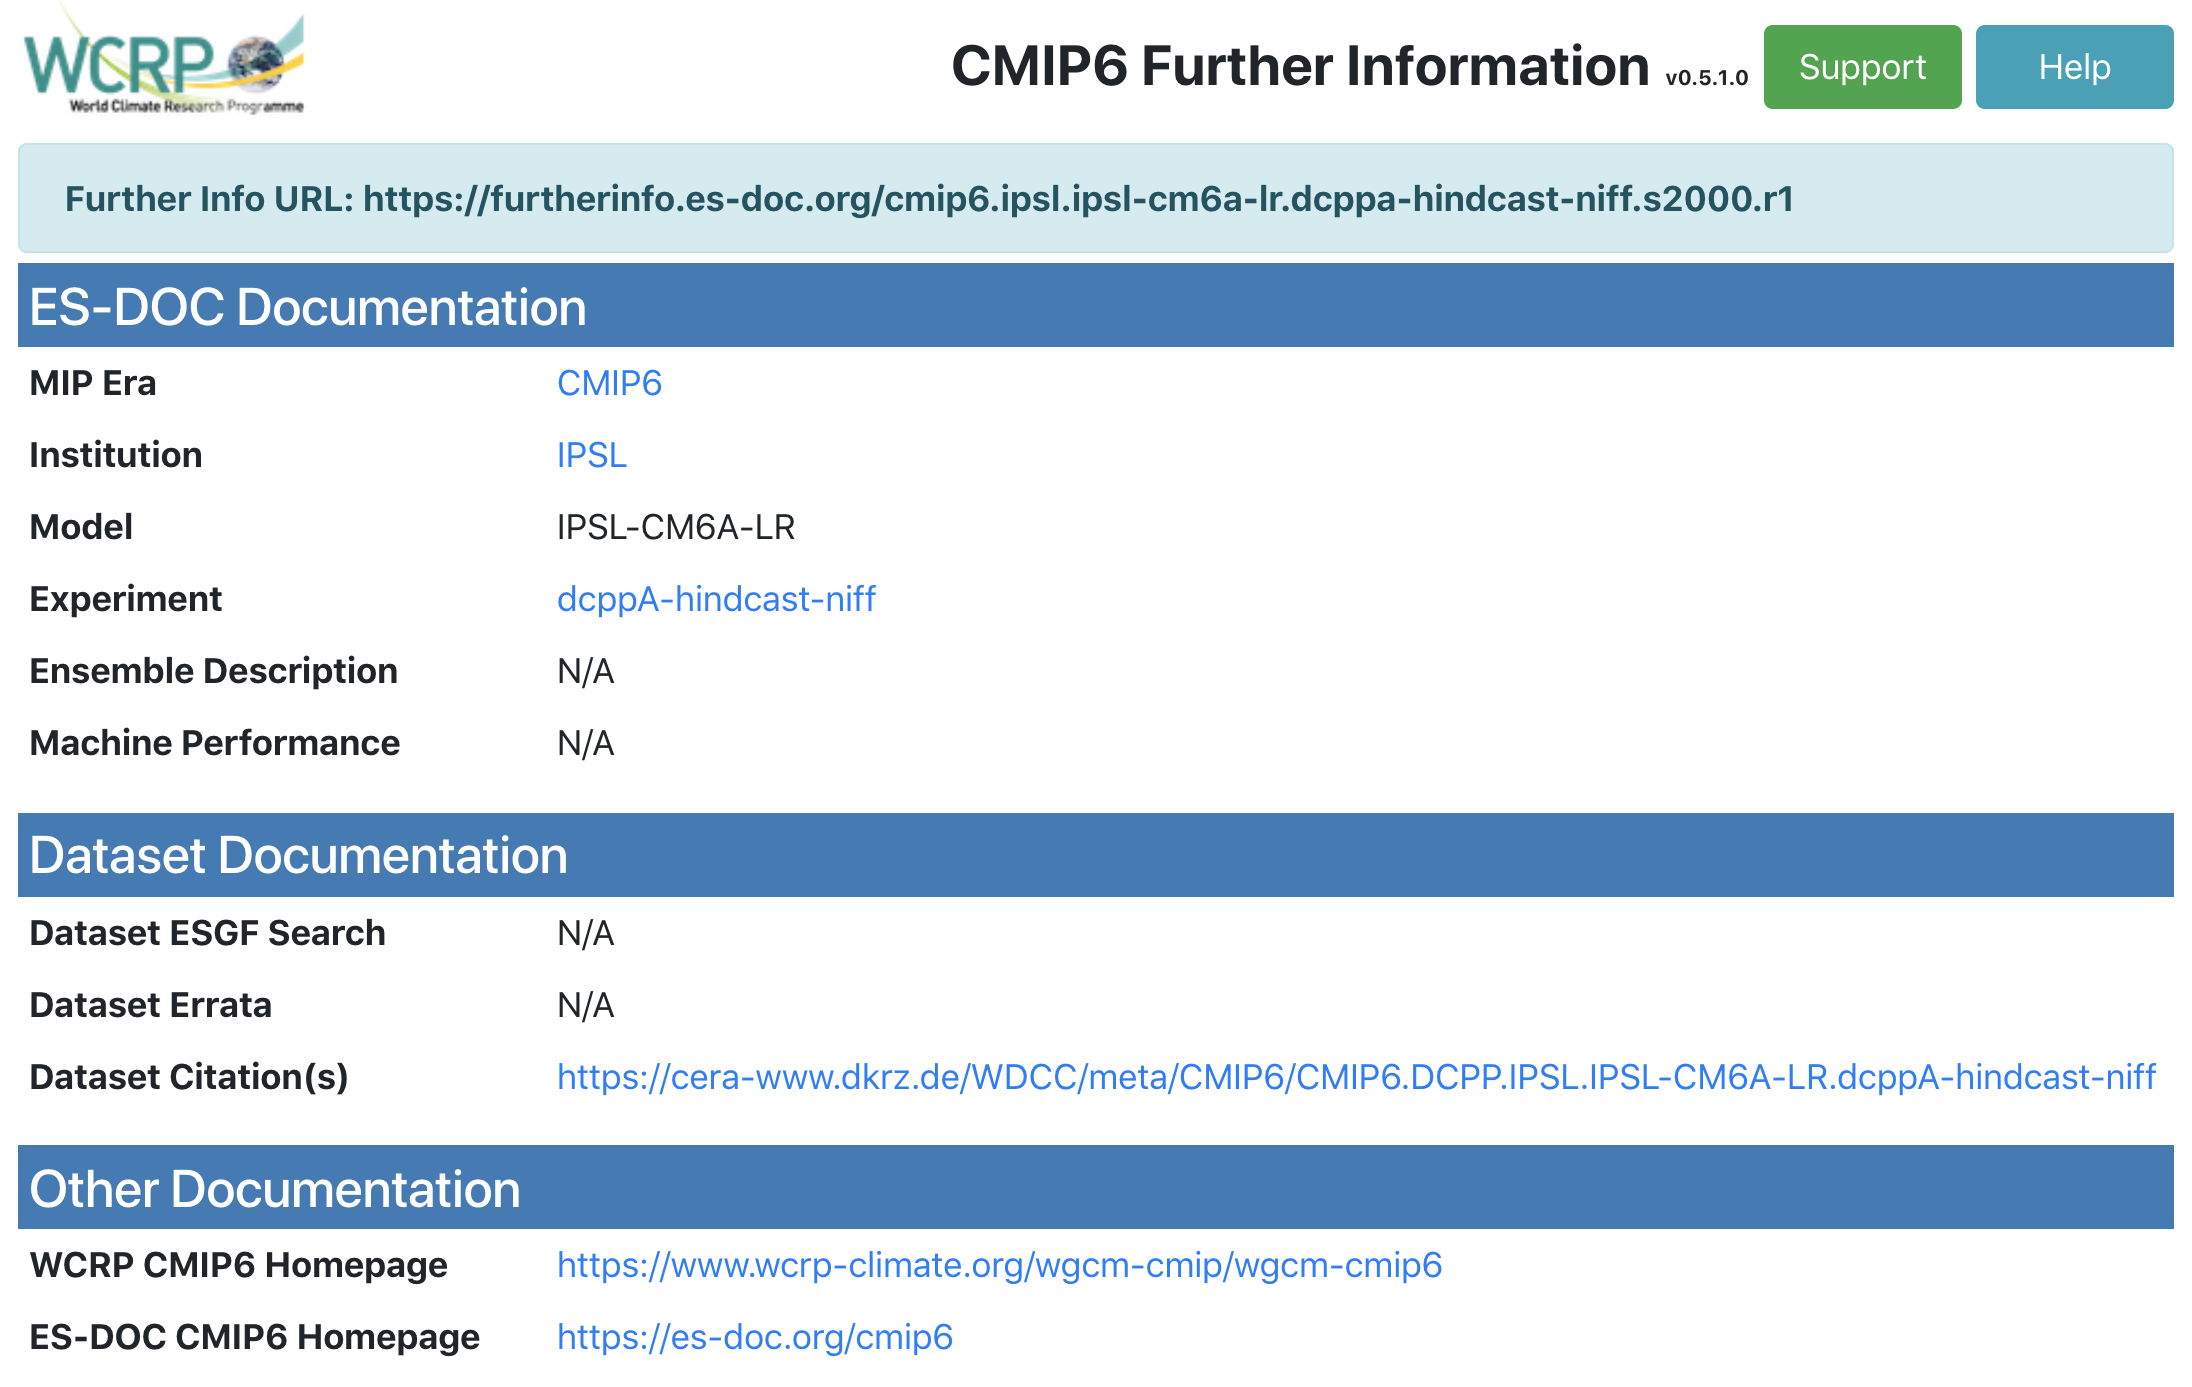 WCRP
World Climate Research Programme
CMIP6 Further Information v0.5.1.0
Support
Help
Further Info URL: https://furtherinfo.es-doc.org/cmip6.ipsl.ipsl-cm6a-lr.dcppa-hindcast-niff.s2000.r1
ES-DOC Documentation
MIP Era CMIP6
Institution IPSL
Model IPSL-CM6A-LR
Experiment dcppA-hindcast-niff
Ensemble Description N/A
Machine Performance N/A
Dataset Documentation
Dataset ESGF Search N/A
Dataset Errata N/A
Dataset Citation(s) https://cera-www.dkrz.de/WDCC/meta/CMIP6/CMIP6.DCPP.IPSL.IPSL-CM6A-LR.dcppA-hindcast-niff
Other Documentation
WCRP CMIP6 Homepage https://www.wcrp-climate.org/wgcm-cmip/wgcm-cmip6
ES-DOC CMIP6 Homepage https://es-doc.org/cmip6